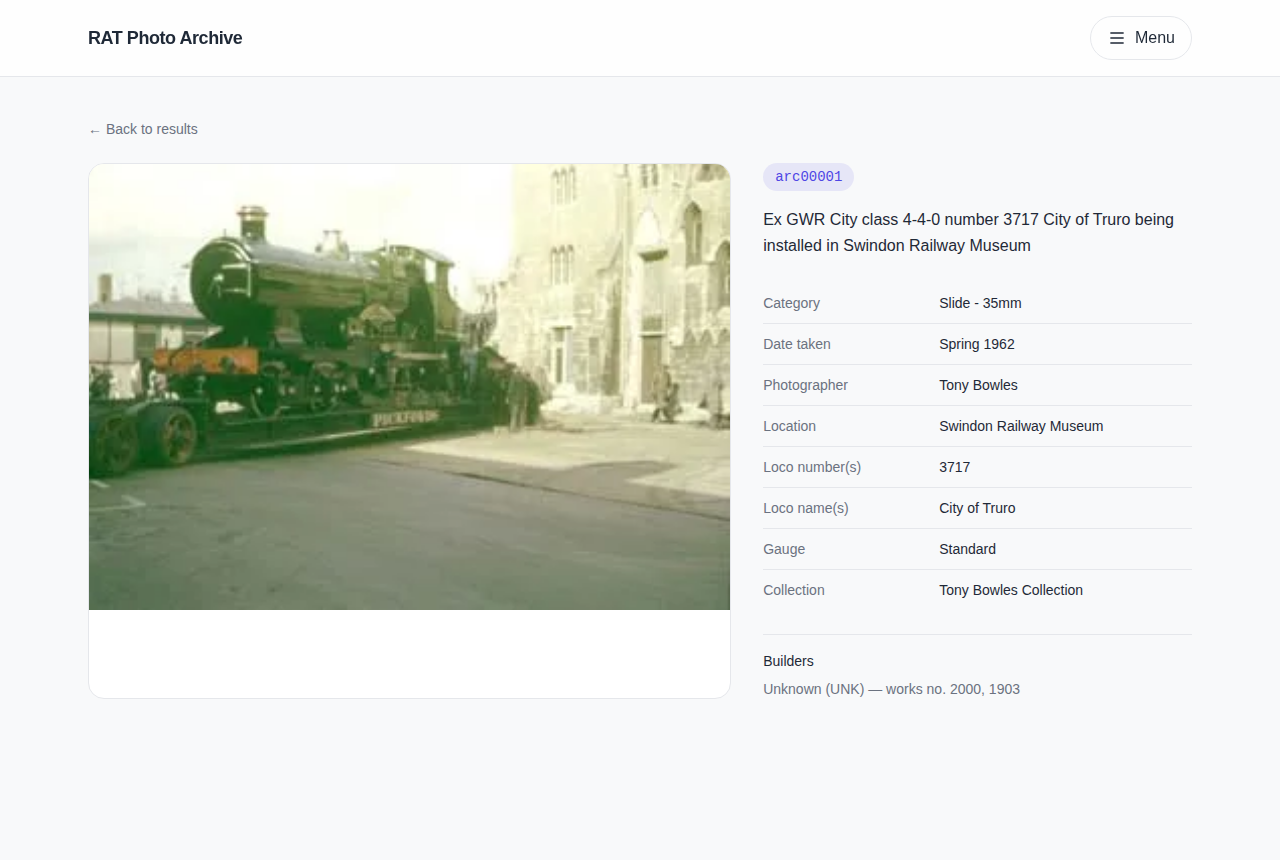 RAT Photo Archive
Menu
← Back to results
PICKFORDS
arc00001
Ex GWR City class 4-4-0 number 3717 City of Truro being
installed in Swindon Railway Museum
Category Slide - 35mm
Date taken Spring 1962
Photographer Tony Bowles
Location Swindon Railway Museum
Loco number(s) 3717
Loco name(s) City of Truro
Gauge Standard
Collection Tony Bowles Collection
Builders
Unknown (UNK) — works no. 2000, 1903